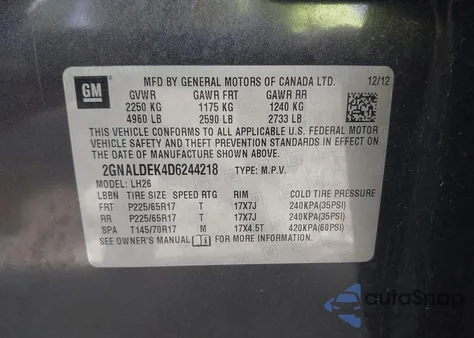 GM
MFD BY GENERAL MOTORS OF CANADA LTD. 12/12
GVWR GAWR FRT GAWR RR
2250 KG 1175 KG 1240 KG
4960 LB 2590 LB 2733 LB
THIS VEHICLE CONFORMS TO ALL APPLICABLE U.S. FEDERAL MOTOR
VEHICLE SAFETY AND THEFT PREVENTION STANDARDS IN EFFECT ON
THE DATE OF MANUFACTURE SHOWN ABOVE.
2GNALDEK4D6244218 TYPE: M.P.V.
MODEL: LH26
LBBN TIRE SIZE SPEED RTG RIM COLD TIRE PRESSURE
FRT P225/65R17 T 17X7J 240KPA(35PSI)
RR P225/65R17 T 17X7J 240KPA(35PSI)
SPA T145/70R17 M 17X4.5T 420KPA(60PSI)
SEE OWNER'S MANUAL FOR MORE INFORMATION.
autoSnap